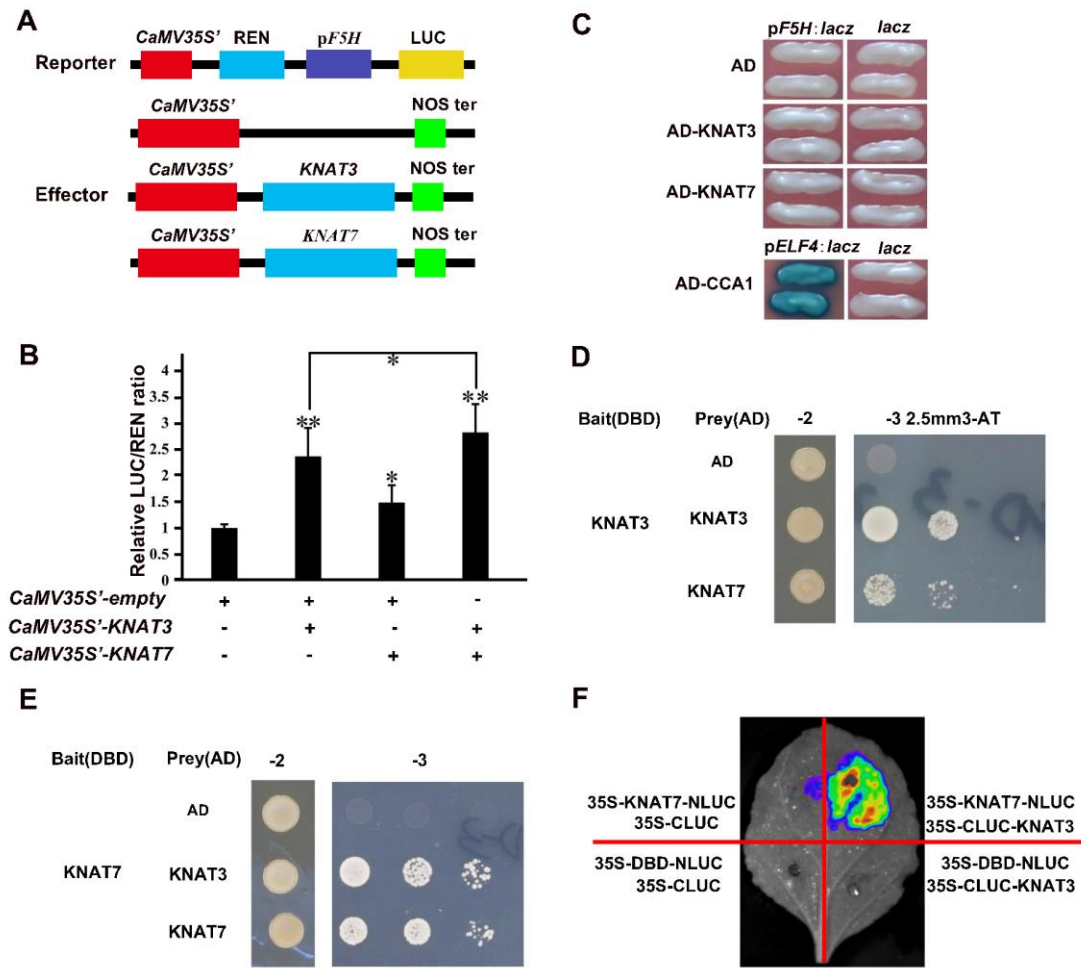 A
CaMV35S' REN pF5H LUC
Reporter
CaMV35S' NOS ter
CaMV35S' KNAT3 NOS ter
Effector
CaMV35S' KNAT7 NOS ter
B
Relative LUC/REN ratio
4
3.5
3
2.5
2
1.5
1
0.5
0
** * ** *
CaMV35S'-empty + + + -
CaMV35S'-KNAT3 - + - +
CaMV35S'-KNAT7 - - + +
C
pF5H:lacz lacz
AD
AD-KNAT3
AD-KNAT7
pELF4:lacz lacz
AD-CCA1
D
Bait(DBD) Prey(AD) -2 -3 2.5mm3-AT
AD
KNAT3 KNAT3
KNAT7
E
Bait(DBD) Prey(AD) -2 -3
AD
KNAT7 KNAT3
KNAT7
F
35S-KNAT7-NLUC 35S-KNAT7-NLUC
35S-CLUC 35S-CLUC-KNAT3
35S-DBD-NLUC 35S-DBD-NLUC
35S-CLUC 35S-CLUC-KNAT3